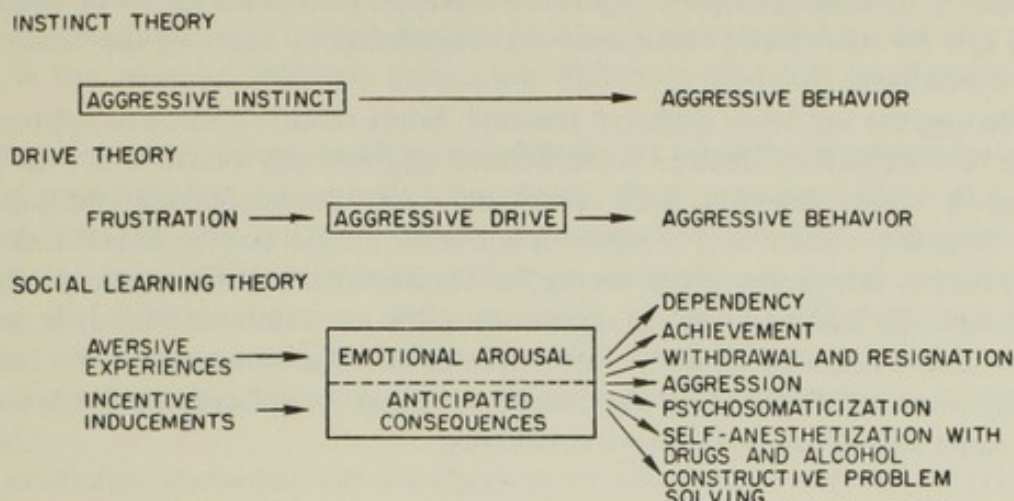 INSTINCT THEORY
AGGRESSIVE INSTINCT AGGRESSIVE BEHAVIOR
DRIVE THEORY
FRUSTRATION AGGRESSIVE DRIVE AGGRESSIVE BEHAVIOR
SOCIAL LEARNING THEORY
AVERSIVE
EXPERIENCES
INCENTIVE
INDUCEMENTS
EMOTIONAL AROUSAL
ANTICIPATED
CONSEQUENCES
DEPENDENCY
ACHIEVEMENT
WITHDRAWAL AND RESIGNATION
AGGRESSION
PSYCHOSOMATICIZATION
SELF-ANESTHETIZATION WITH
DRUGS AND ALCOHOL
CONSTRUCTIVE PROBLEM
SOLVING